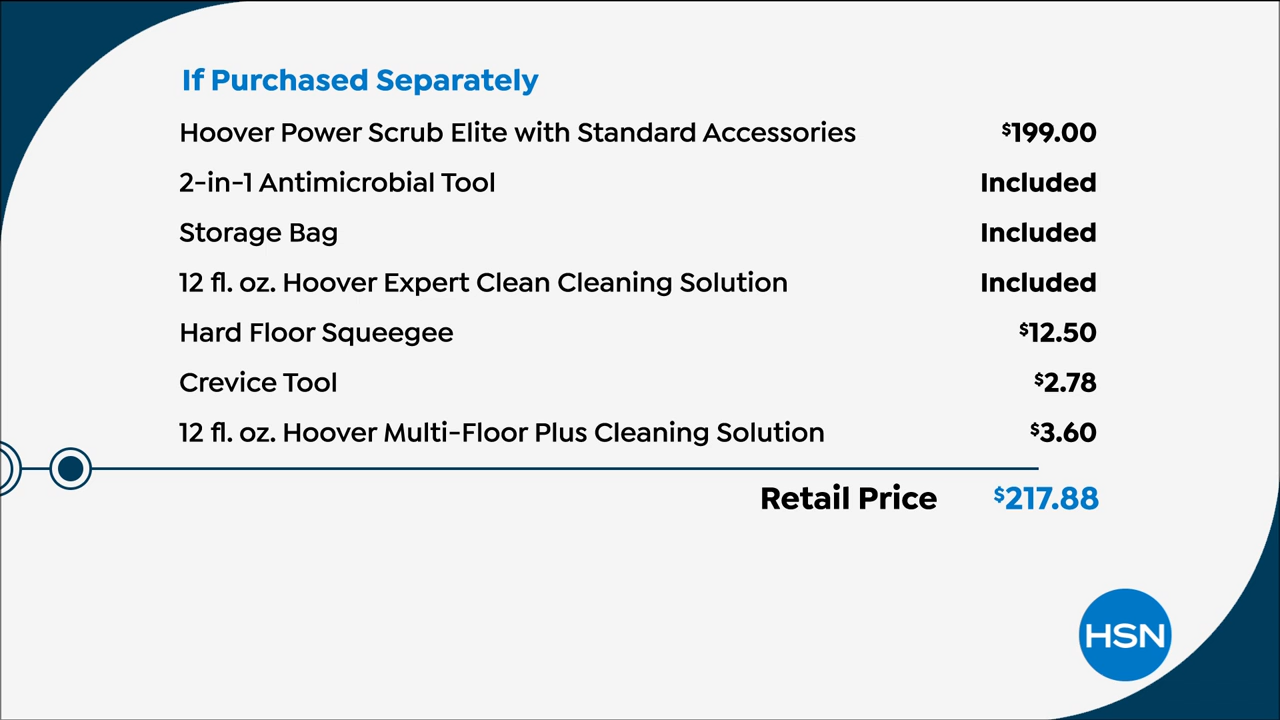 If Purchased Separately
Hoover Power Scrub Elite with Standard Accessories $199.00
2-in-1 Antimicrobial Tool Included
Storage Bag Included
12 fl. oz. Hoover Expert Clean Cleaning Solution Included
Hard Floor Squeegee $12.50
Crevice Tool $2.78
12 fl. oz. Hoover Multi-Floor Plus Cleaning Solution $3.60
Retail Price $217.88
HSN